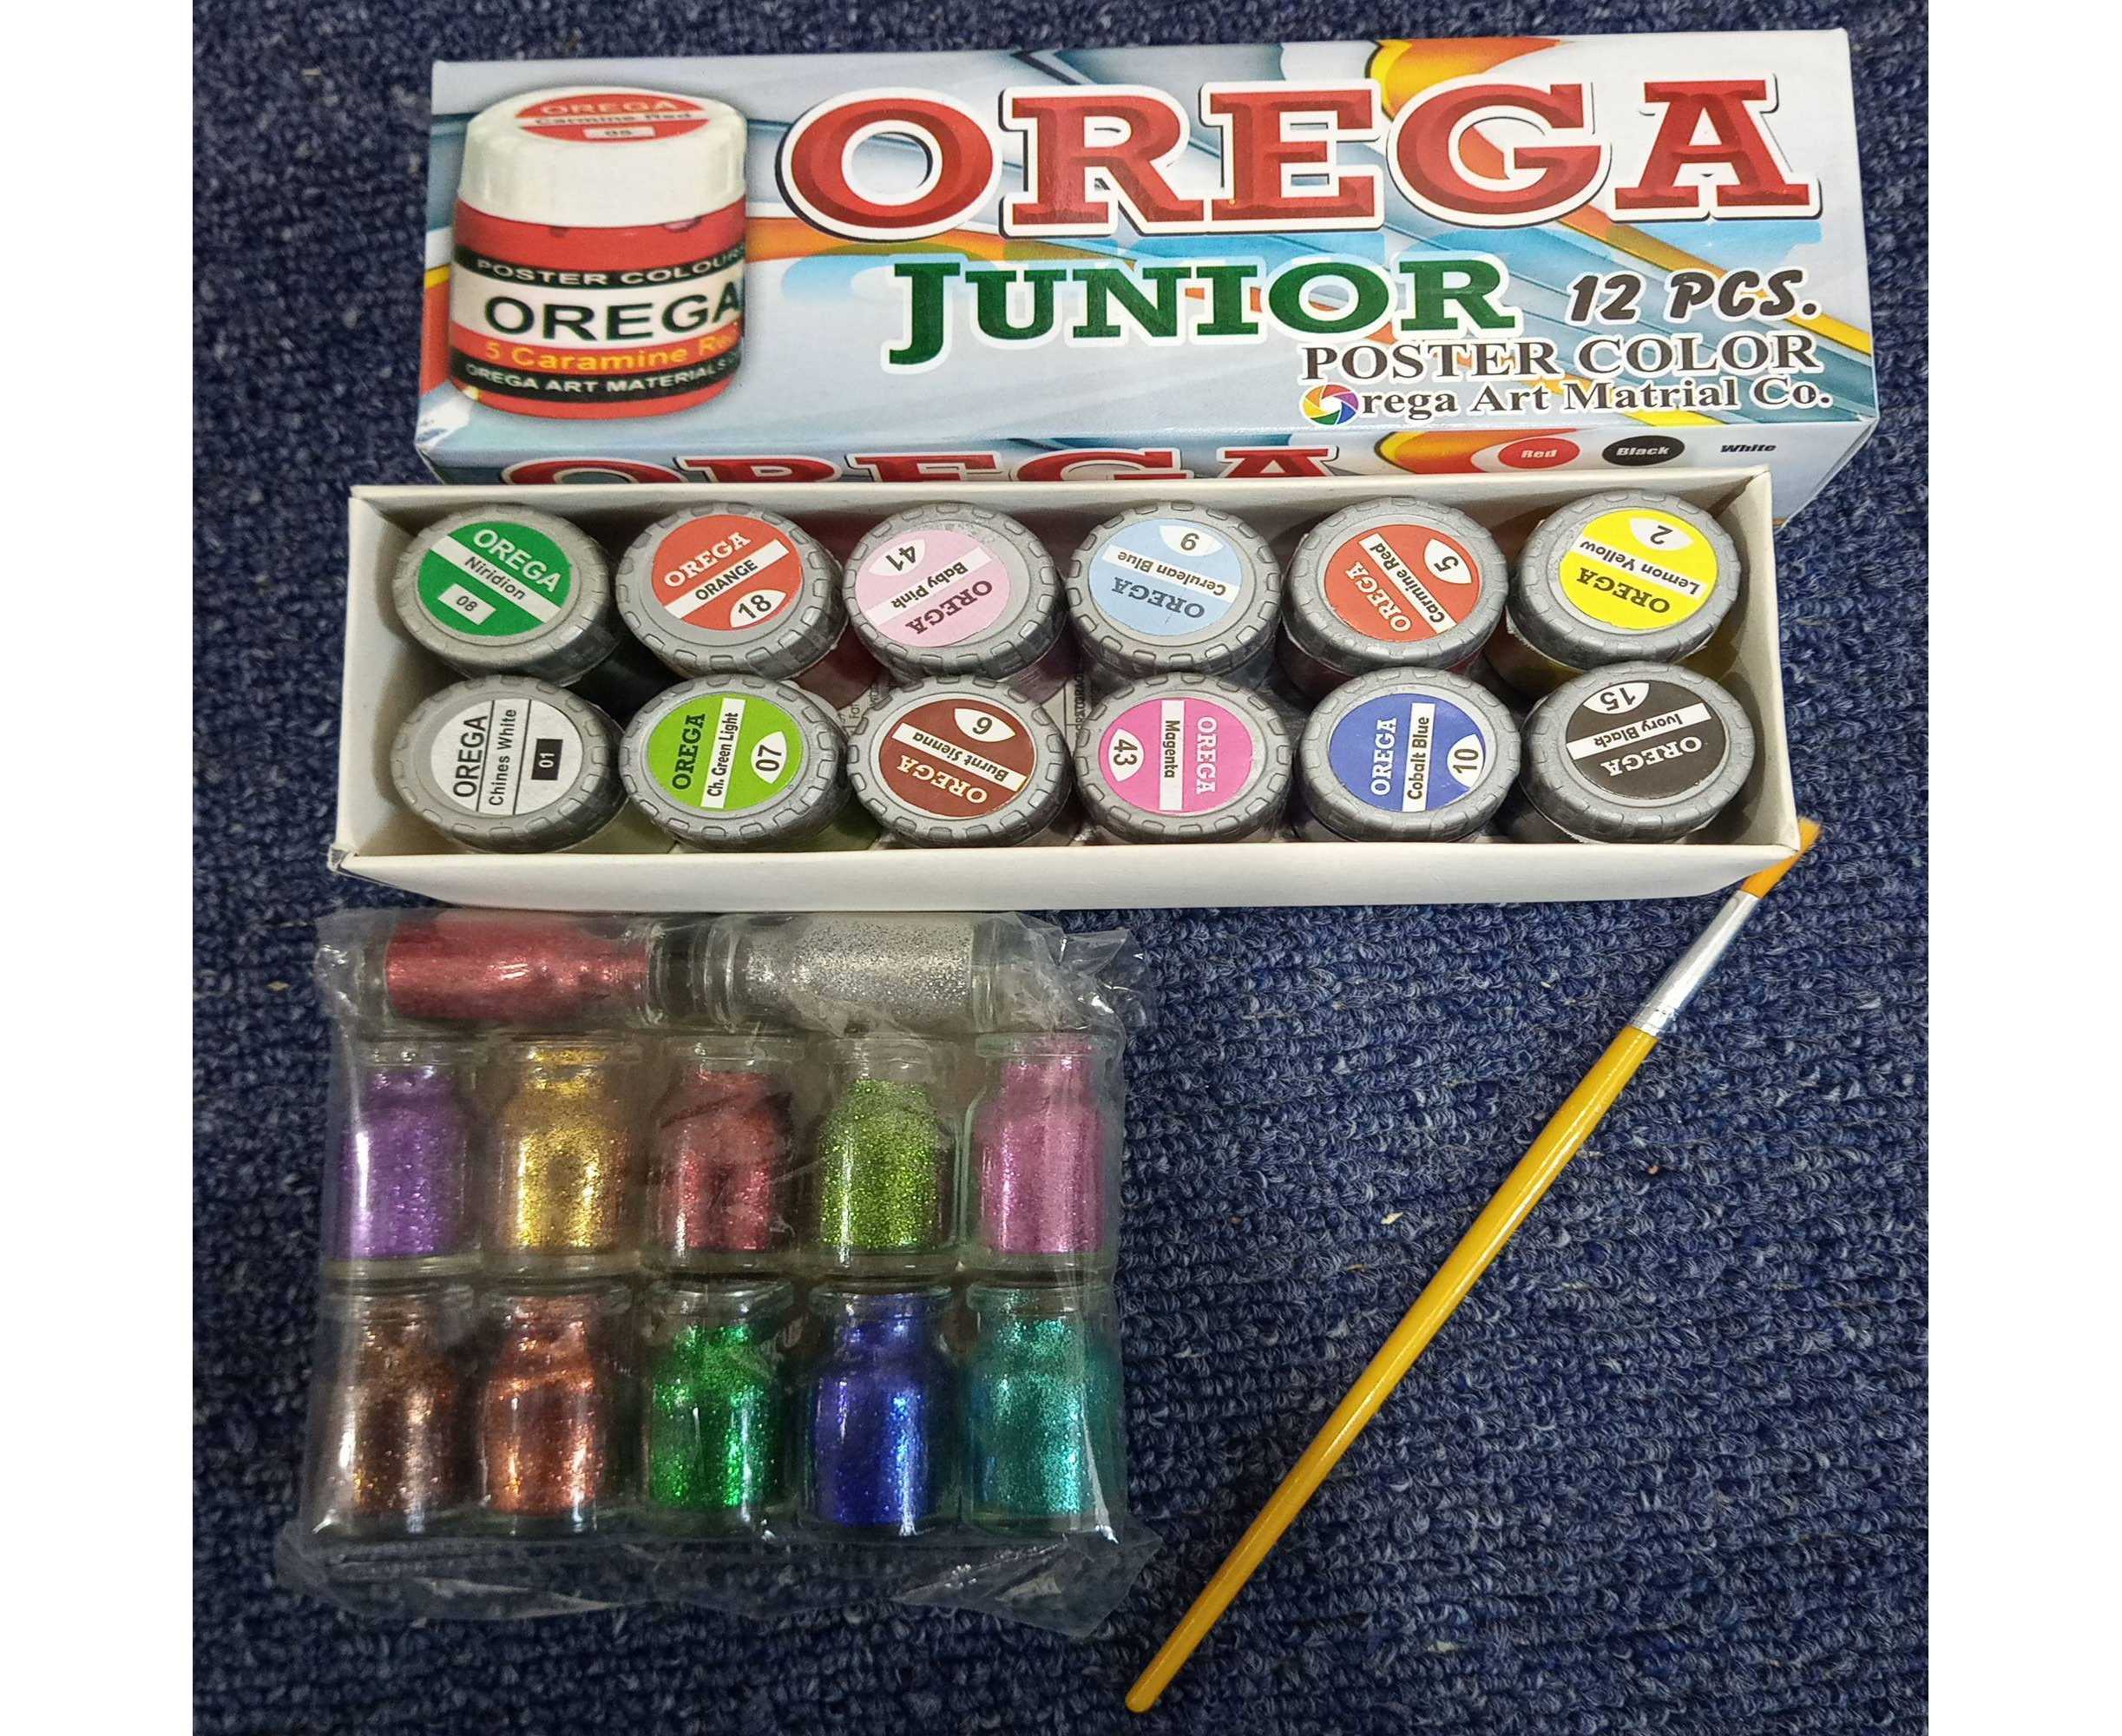 OREGA
Carmine Red
05
POSTER COLOUR
OREGA
5 Caramine Re
OREGA ART MATERIALS
OREGA
JUNIOR
12 PCS.
POSTER COLOR
Orega Art Matrial Co.
OREGA
Red
Black
White
OREGA
Niridion
08
OREGA
ORANGE
18
41
Baby Pink
OREGA
9
Cerulean Blue
OREGA
OREGA
Carmine Red
5
2
Lemon Yellow
OREGA
OREGA
Chines White
01
OREGA
Ch. Green Light
07
6
Burnt Sienna
OREGA
OREGA
Magenta
43
OREGA
Cobalt Blue
10
15
Ivory Black
OREGA